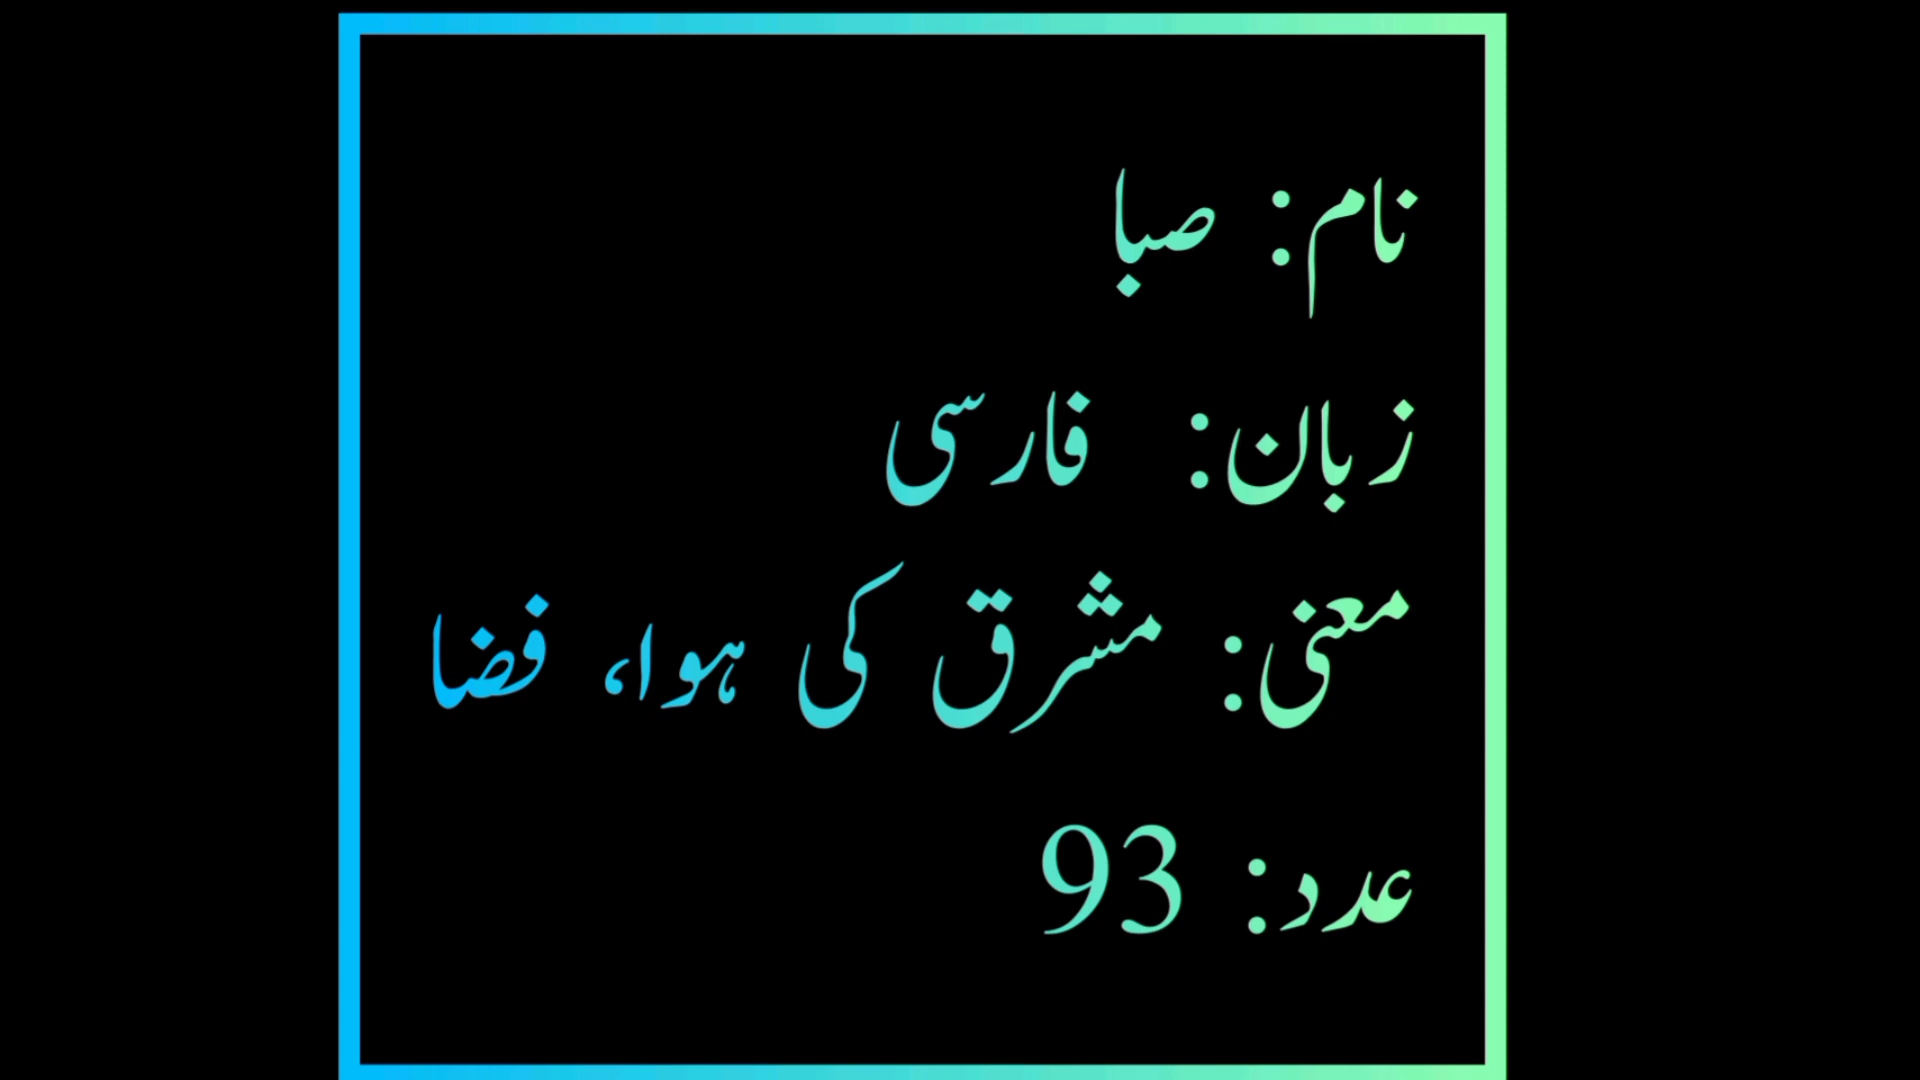 نام: صبا
زبان: فارسی
معنی: مشرق کی ہوا، فضا
عدد: 93